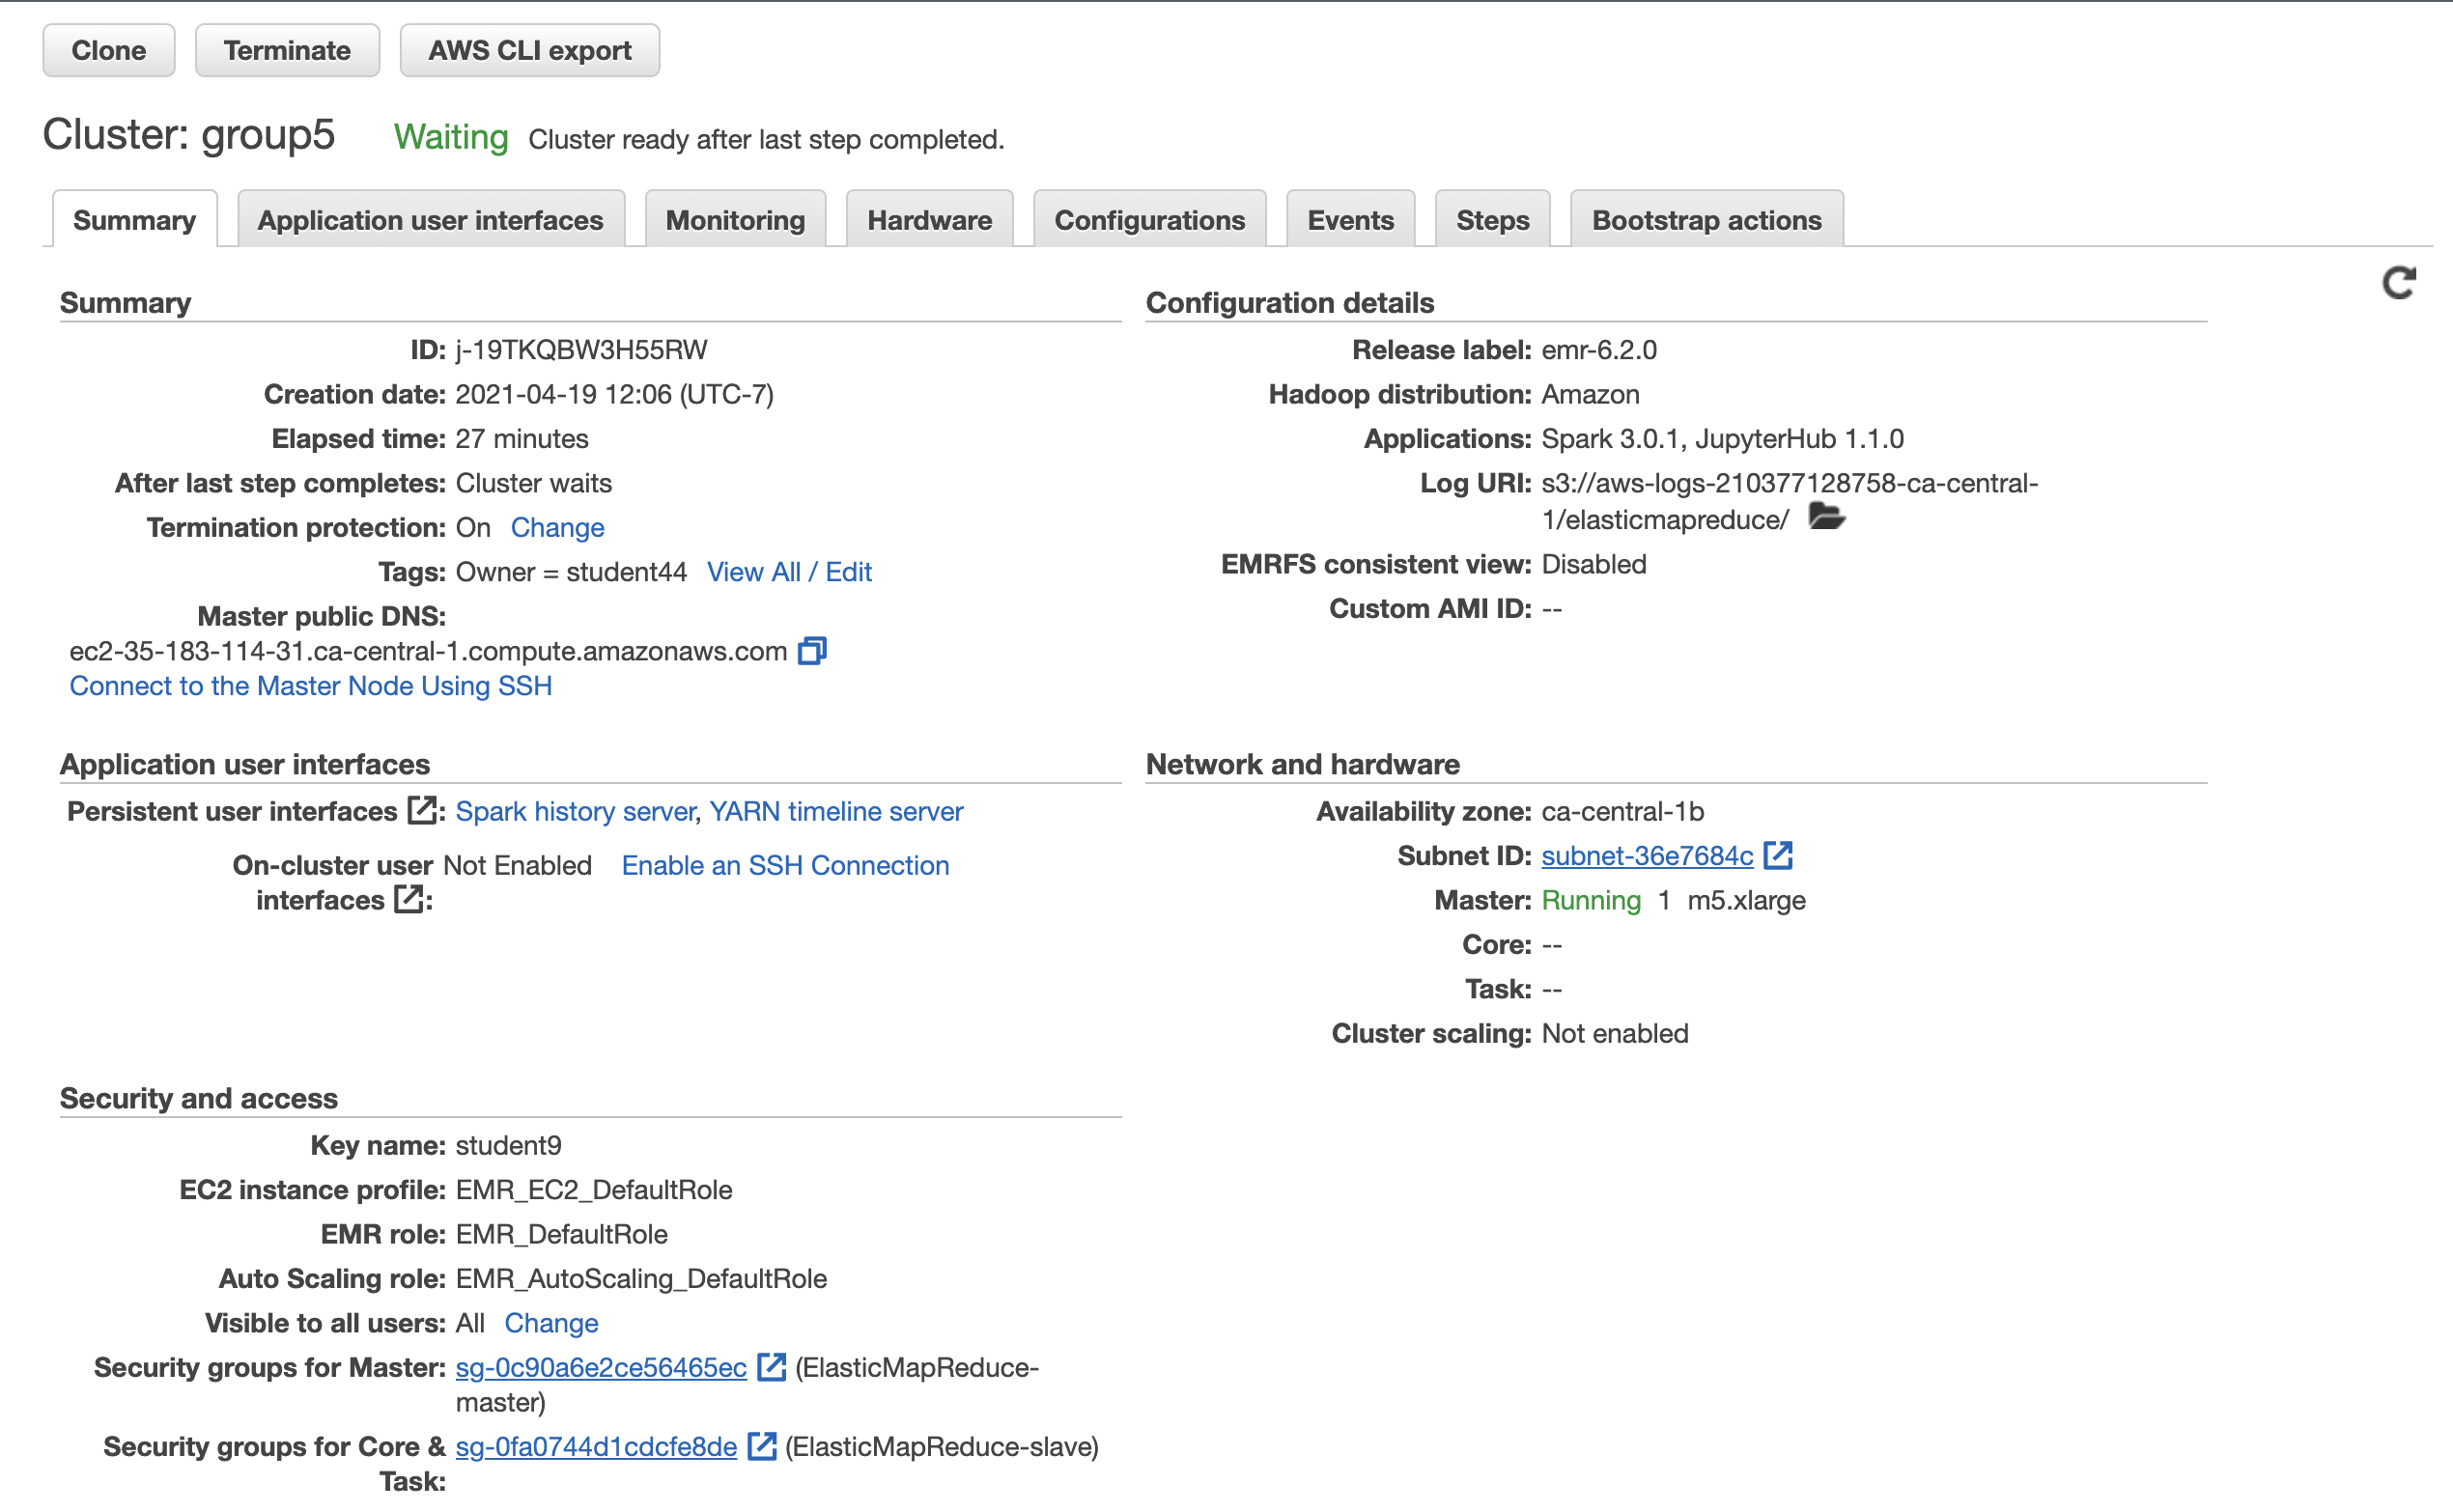 Clone Terminate AWS CLI export
Cluster: group5 Waiting Cluster ready after last step completed.
Summary Application user interfaces Monitoring Hardware Configurations Events Steps Bootstrap actions
Summary
ID: j-19TKQBW3H55RW
Creation date: 2021-04-19 12:06 (UTC-7)
Elapsed time: 27 minutes
After last step completes: Cluster waits
Termination protection: On Change
Tags: Owner = student44 View All / Edit
Master public DNS:
ec2-35-183-114-31.ca-central-1.compute.amazonaws.com
Connect to the Master Node Using SSH
Configuration details
Release label: emr-6.2.0
Hadoop distribution: Amazon
Applications: Spark 3.0.1, JupyterHub 1.1.0
Log URI: s3://aws-logs-210377128758-ca-central-
1/elasticmapreduce/
EMRFS consistent view: Disabled
Custom AMI ID: --
Application user interfaces
Persistent user interfaces : Spark history server, YARN timeline server
On-cluster user Not Enabled Enable an SSH Connection
interfaces :
Network and hardware
Availability zone: ca-central-1b
Subnet ID: subnet-36e7684c
Master: Running 1 m5.xlarge
Core: --
Task: --
Cluster scaling: Not enabled
Security and access
Key name: student9
EC2 instance profile: EMR_EC2_DefaultRole
EMR role: EMR_DefaultRole
Auto Scaling role: EMR_AutoScaling_DefaultRole
Visible to all users: All Change
Security groups for Master: sg-0c90a6e2ce56465ec (ElasticMapReduce-
master)
Security groups for Core & sg-0fa0744d1cdcfe8de (ElasticMapReduce-slave)
Task: